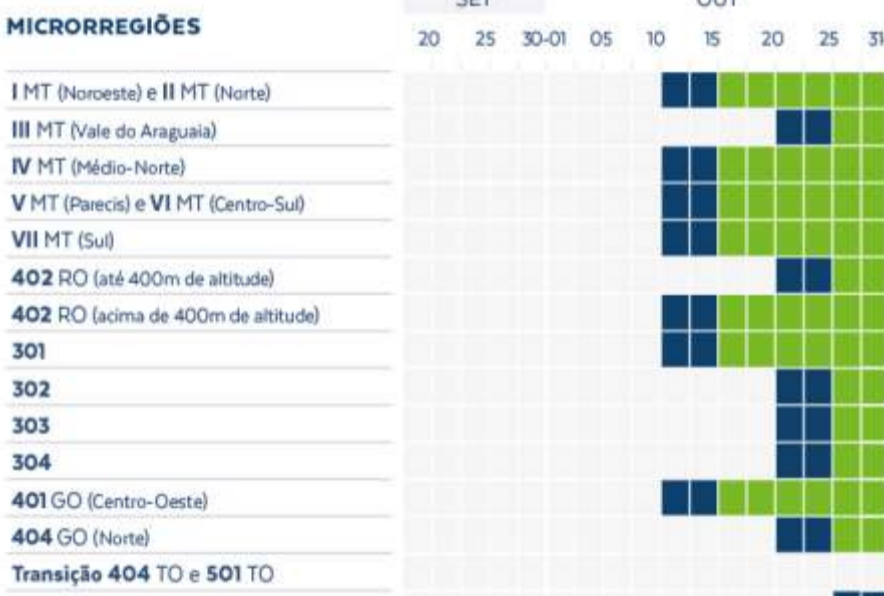 SET OUT
MICRORREGIÕES
20 25 30-01 05 10 15 20 25 31
I MT (Noroeste) e II MT (Norte)
III MT (Vale do Araguaia)
IV MT (Médio-Norte)
V MT (Parecis) e VI MT (Centro-Sul)
VII MT (Sul)
402 RO (até 400m de altitude)
402 RO (acima de 400m de altitude)
301
302
303
304
401 GO (Centro-Oeste)
404 GO (Norte)
Transição 404 TO e 501 TO